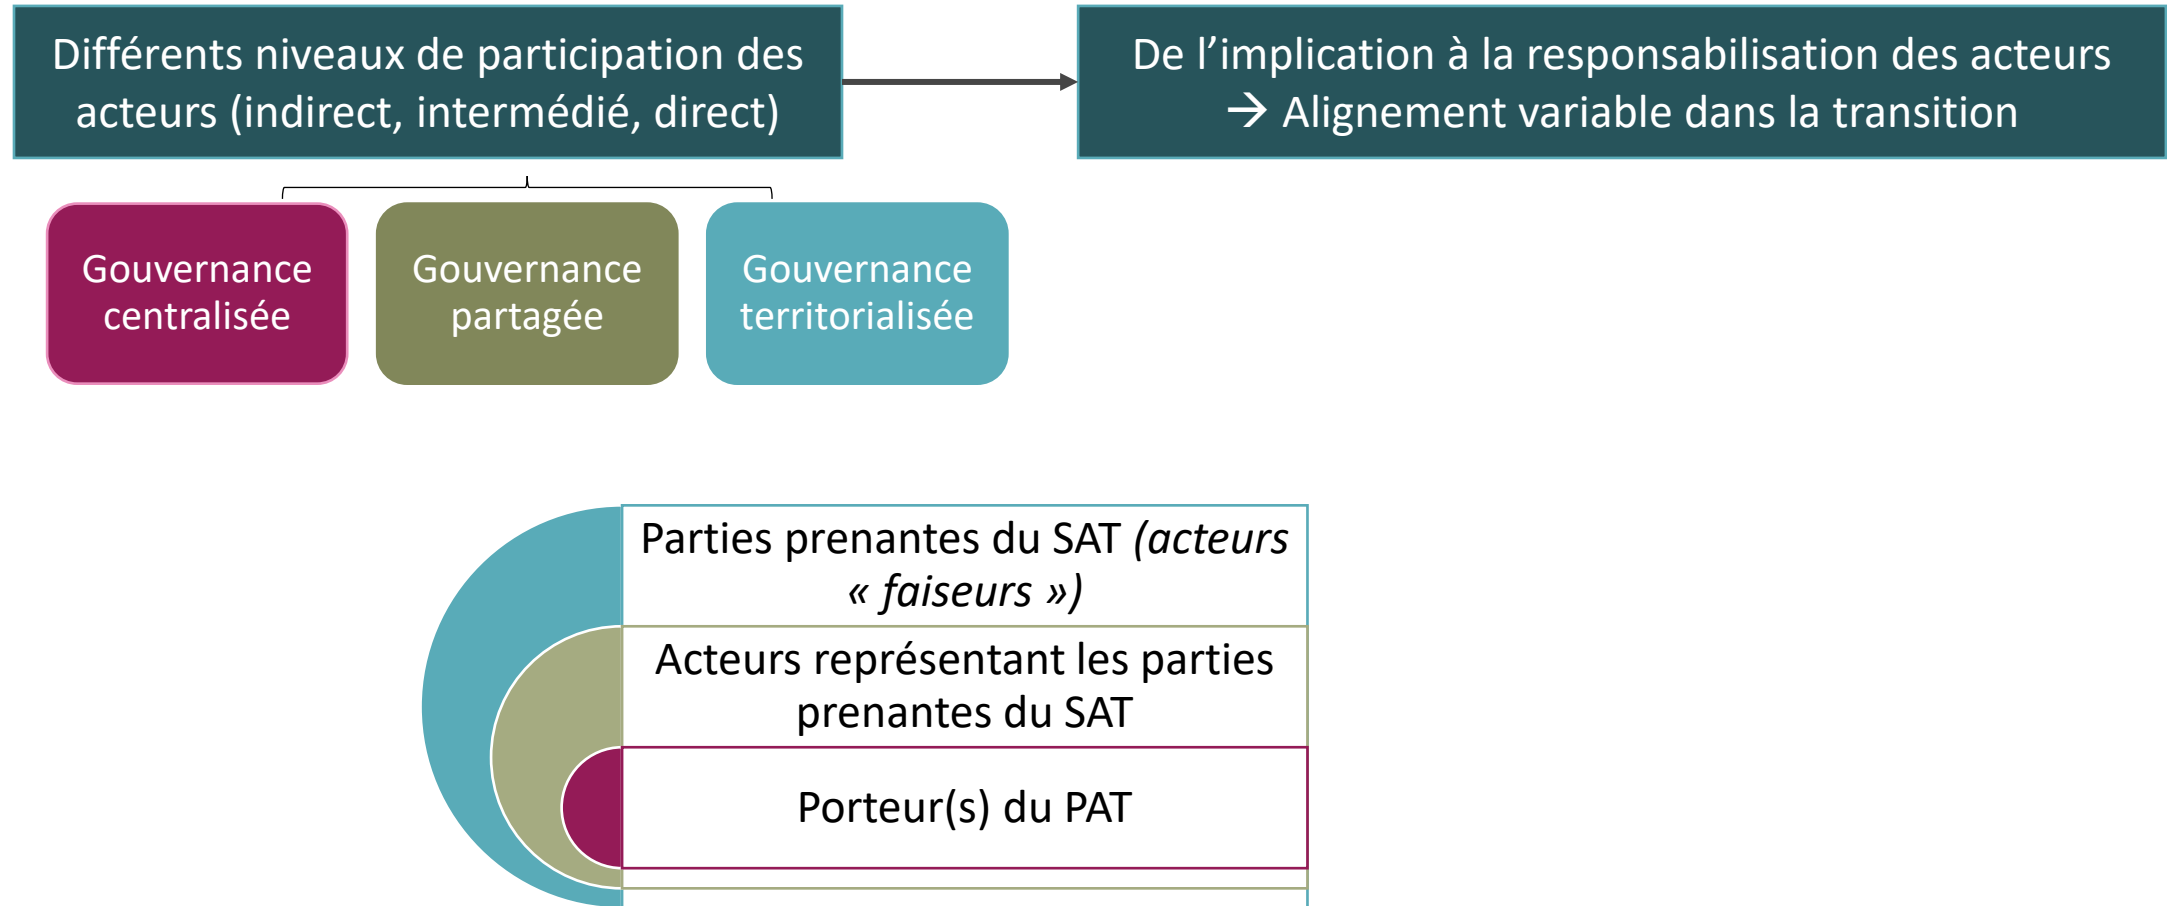 Différents niveaux de participation des
acteurs (indirect, intermédié, direct)
De l’implication à la responsabilisation des acteurs
→ Alignement variable dans la transition
Gouvernance
centralisée
Gouvernance
partagée
Gouvernance
territorialisée
Parties prenantes du SAT (acteurs
« faiseurs »)
Acteurs représentant les parties
prenantes du SAT
Porteur(s) du PAT